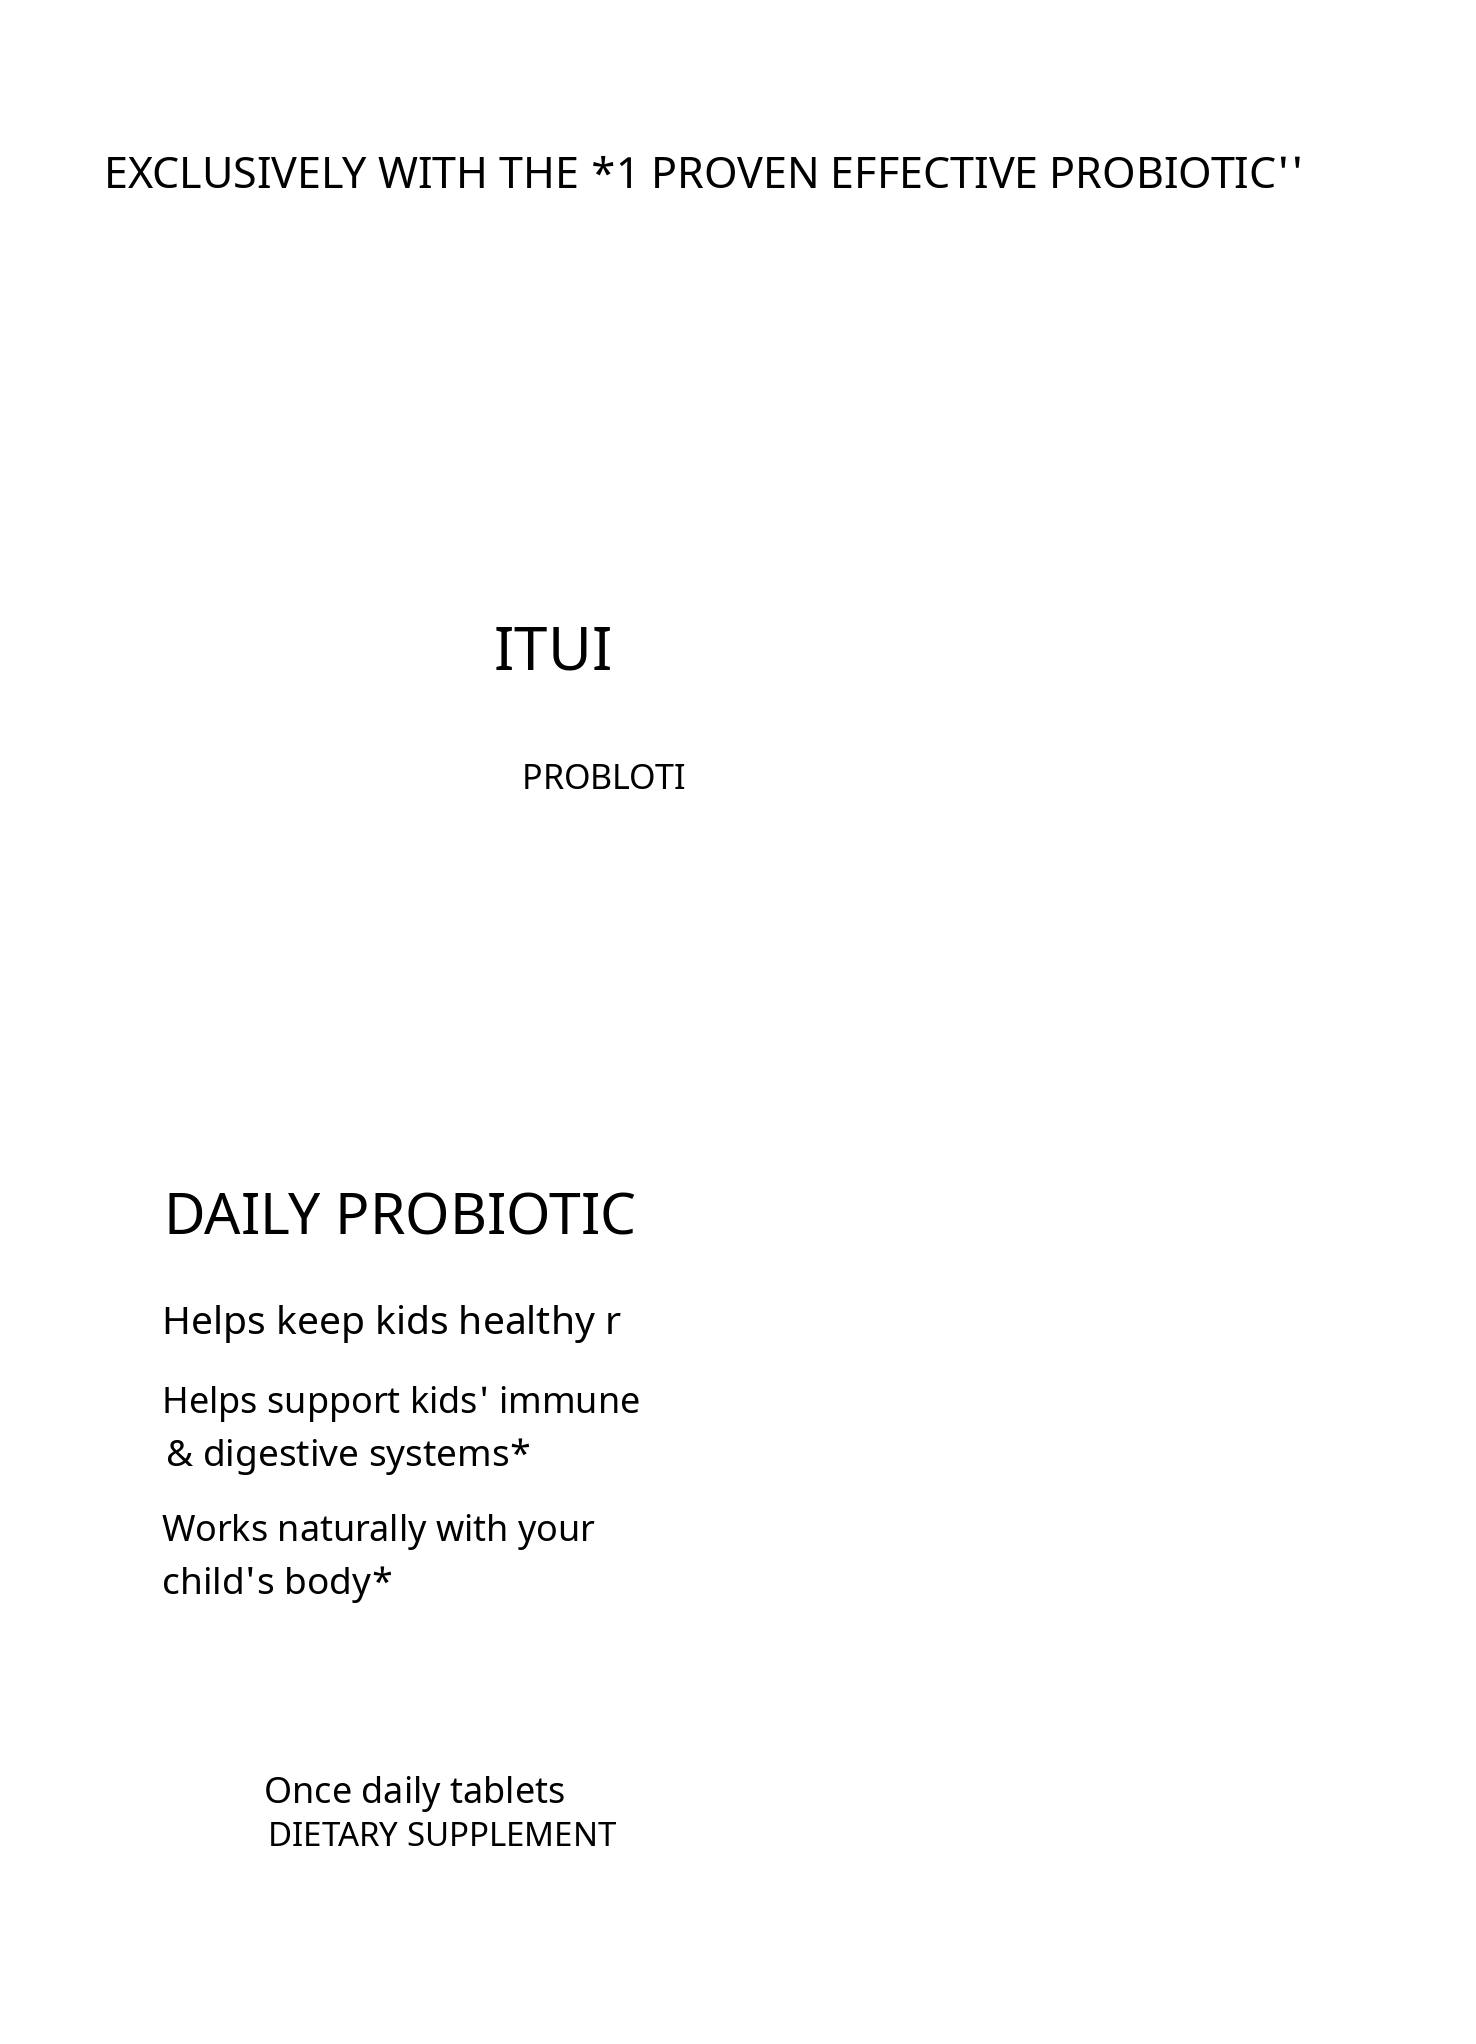 EXCLUSIVELY WITH THE *1 PROVEN EFFECTIVE PROBIOTIC''
ITUI
PROBLOTI
DAILY PROBIOTIC
Helps keep kids healthy r
Helps support kids' immune
& digestive systems*
Works naturally with your
child's body*
Once daily tablets
DIETARY SUPPLEMENT